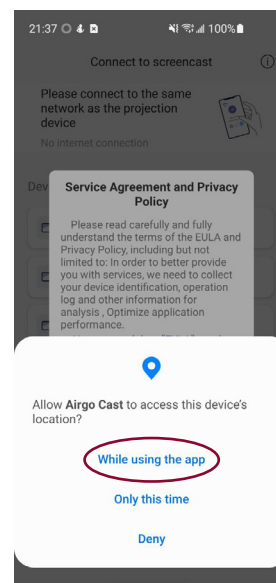 21:37 100%
Connect to screencast
Please connect to the same
network as the projection
device
No internet connection
Dev
Service Agreement and Privacy
Policy
Please read carefully and fully
understand the terms of the EULA and
Privacy Policy, including but not
limited to: In order to better provide
you with services, we need to collect
your device identification, operation
log and other information for
analysis , Optimize application
performance.
Allow Airgo Cast to access this device's
location?
While using the app
Only this time
Deny